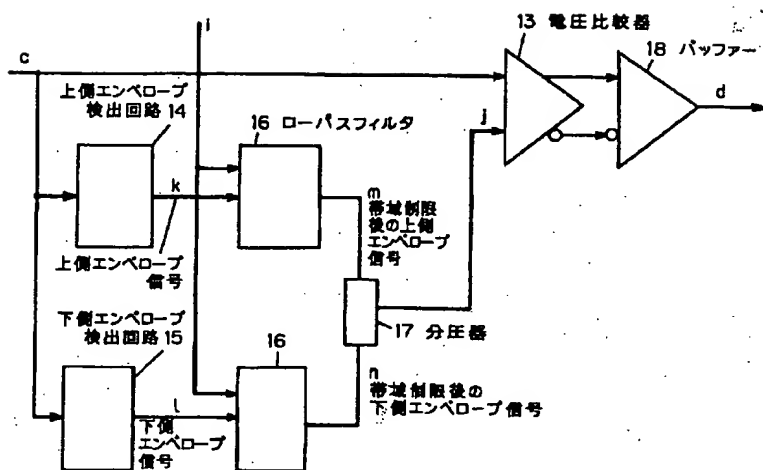 i
13 電圧比較器
18 バッファー
c
d
上側エンベロープ
検出回路 14
16 ローパスフィルタ
j
k
m
帯域制限
後の上側
エンベロープ
信号
上側エンベロープ
信号
17 分圧器
下側エンベロープ
検出回路 15
16
n
帯域制限後の
下側エンベロープ信号
l
下側
エンベロープ
信号